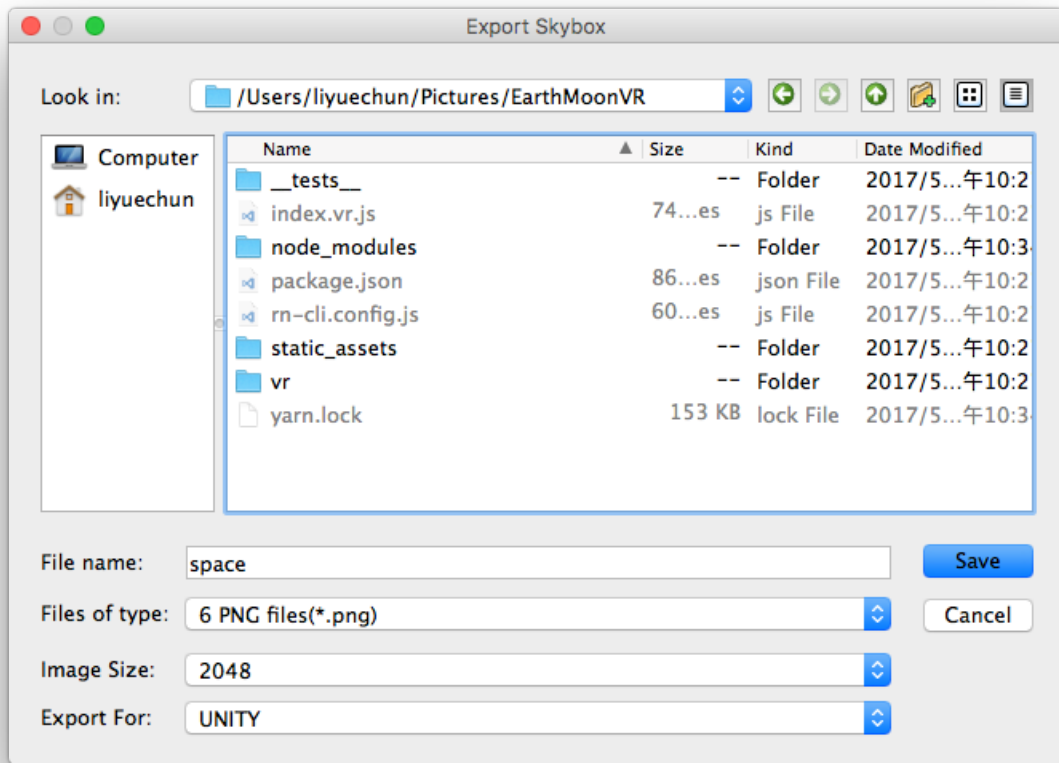 Export Skybox
Look in: /Users/liyuechun/Pictures/EarthMoonVR
Computer
liyuechun
Name Size Kind Date Modified
__tests__ -- Folder 2017/5...午10:2
index.vr.js 74...es js File 2017/5...午10:2
node_modules -- Folder 2017/5...午10:3
package.json 86...es json File 2017/5...午10:2
rn-cli.config.js 60...es js File 2017/5...午10:2
static_assets -- Folder 2017/5...午10:2
vr -- Folder 2017/5...午10:2
yarn.lock 153 KB lock File 2017/5...午10:3
File name: space Save
Files of type: 6 PNG files(*.png) Cancel
Image Size: 2048
Export For: UNITY